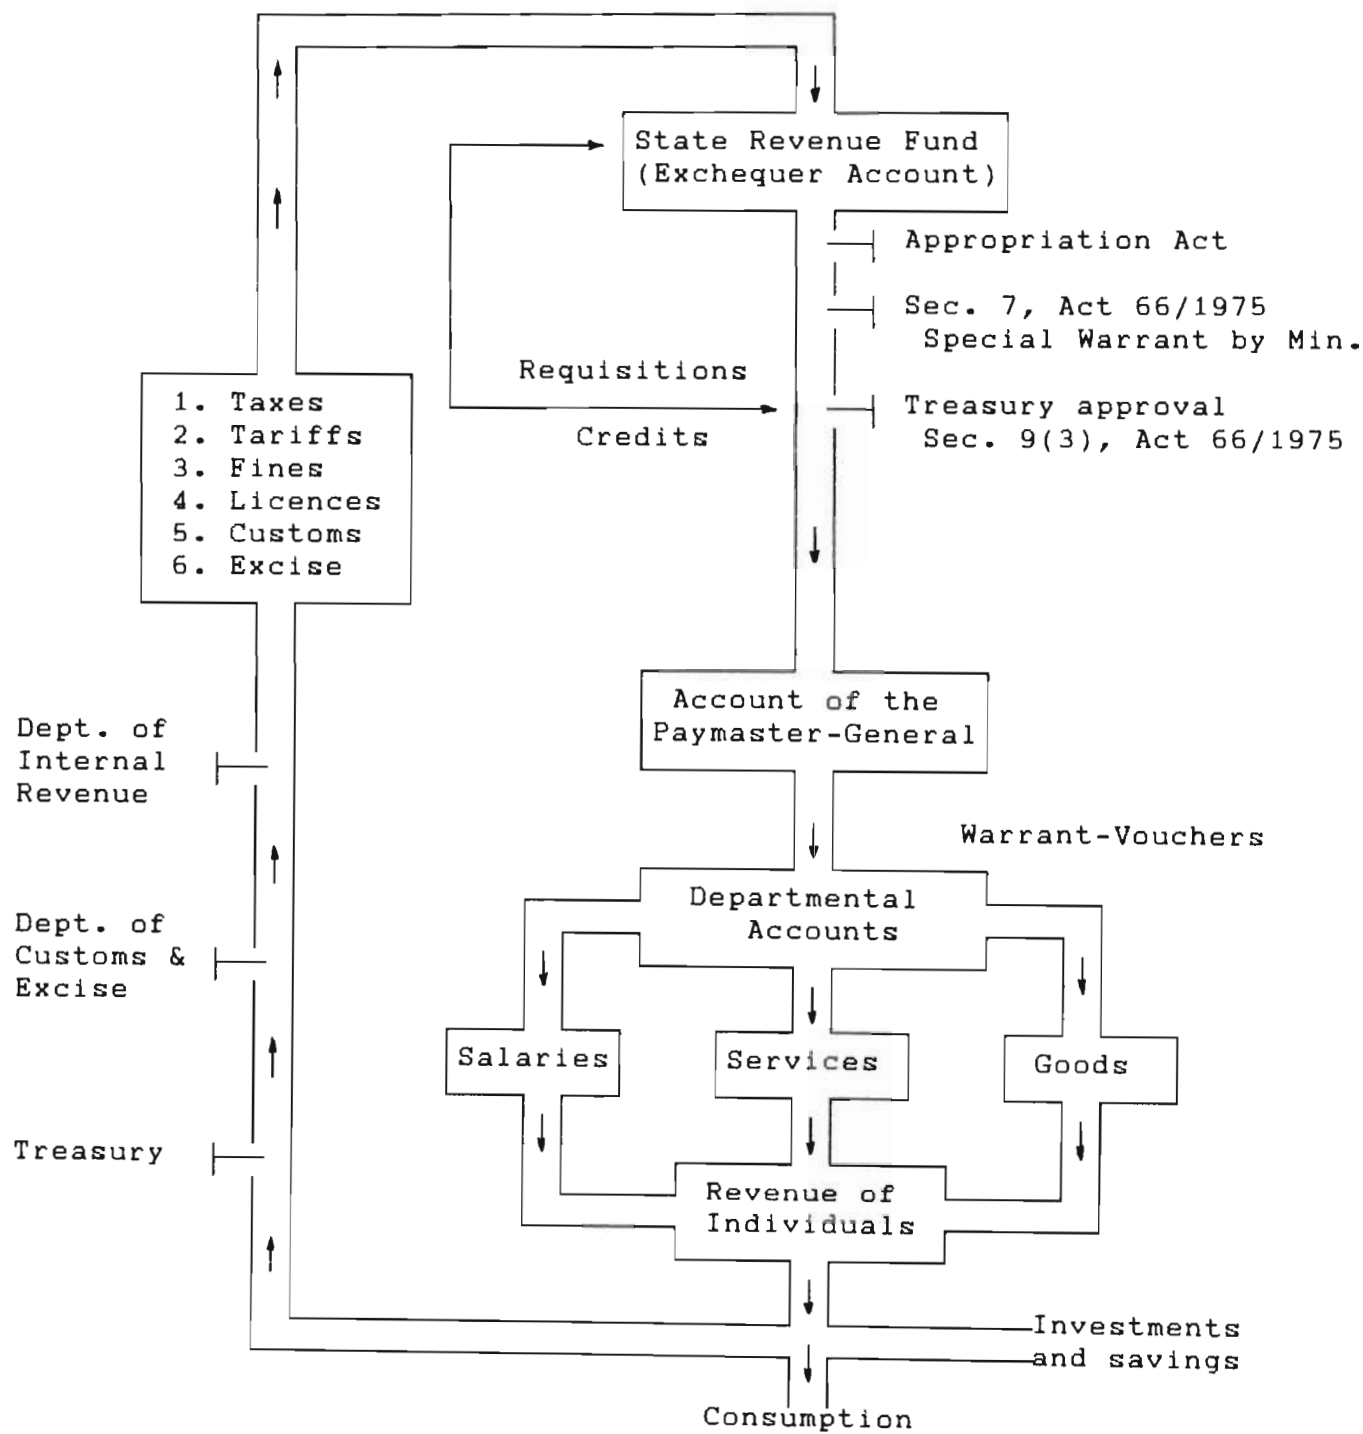 State Revenue Fund
(Exchequer Account)
Appropriation Act
Sec. 7, Act 66/1975
Special Warrant by Min.
Requisitions
Credits
Treasury approval
Sec. 9(3), Act 66/1975
1. Taxes
2. Tariffs
3. Fines
4. Licences
5. Customs
6. Excise
Account of the
Paymaster-General
Dept. of
Internal
Revenue
Warrant-Vouchers
Departmental
Accounts
Dept. of
Customs &
Excise
Salaries
Services
Goods
Treasury
Revenue of
Individuals
Investments
and savings
Consumption